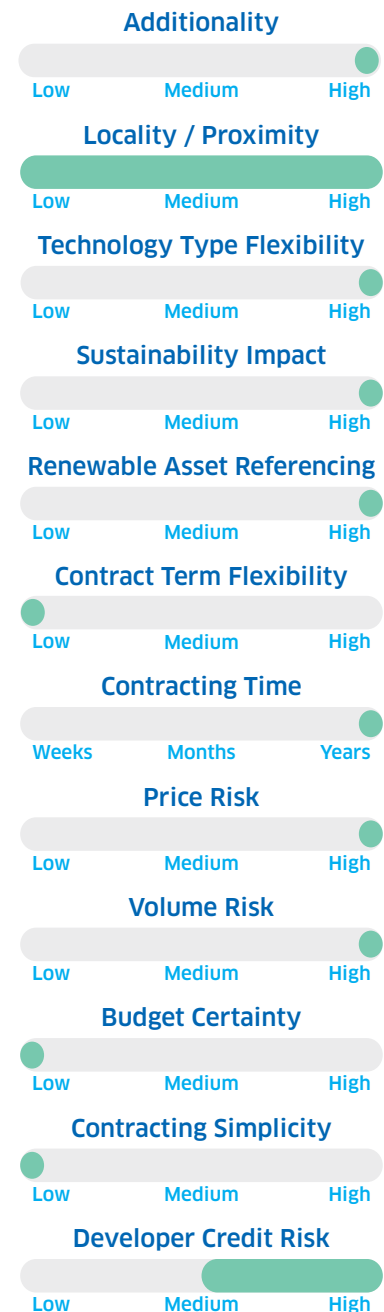 Additionality
Low Medium High
Locality / Proximity
Low Medium High
Technology Type Flexibility
Low Medium High
Sustainability Impact
Low Medium High
Renewable Asset Referencing
Low Medium High
Contract Term Flexibility
Low Medium High
Contracting Time
Weeks Months Years
Price Risk
Low Medium High
Volume Risk
Low Medium High
Budget Certainty
Low Medium High
Contracting Simplicity
Low Medium High
Developer Credit Risk
Low Medium High